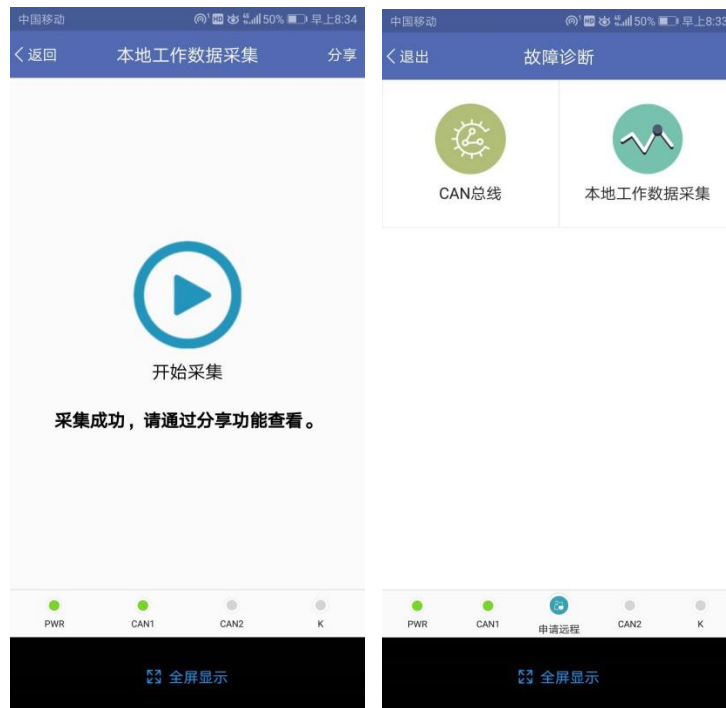 中国移动
HD
50%
早上8:34
返回
本地工作数据采集
分享
开始采集
采集成功，请通过分享功能查看。
PWR
CAN1
CAN2
K
全屏显示
中国移动
HD
50%
早上8:33
退出
故障诊断
CAN总线
本地工作数据采集
PWR
CAN1
申请远程
CAN2
K
全屏显示